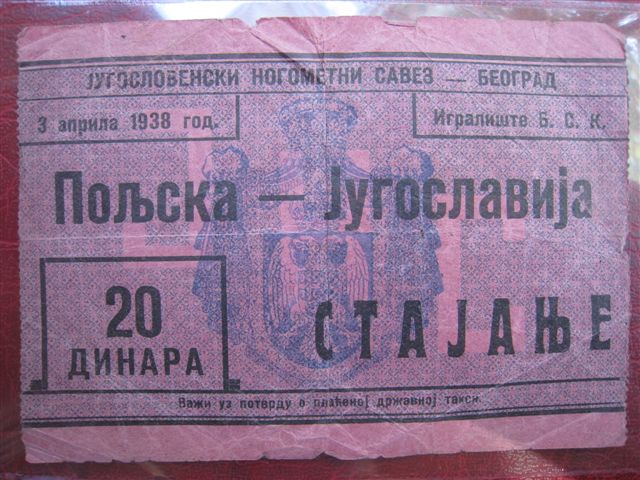 ЈУГОСЛОВЕНСКИ НОГОМЕТНИ САВЕЗ — БЕОГРАД
3 априла 1938 год.
Игралиште Б. С. К.
Пољска — Југославија
20
ДИНАРА
СТАЈАЊЕ
Важи уз потврду о плаћеној државној такси.